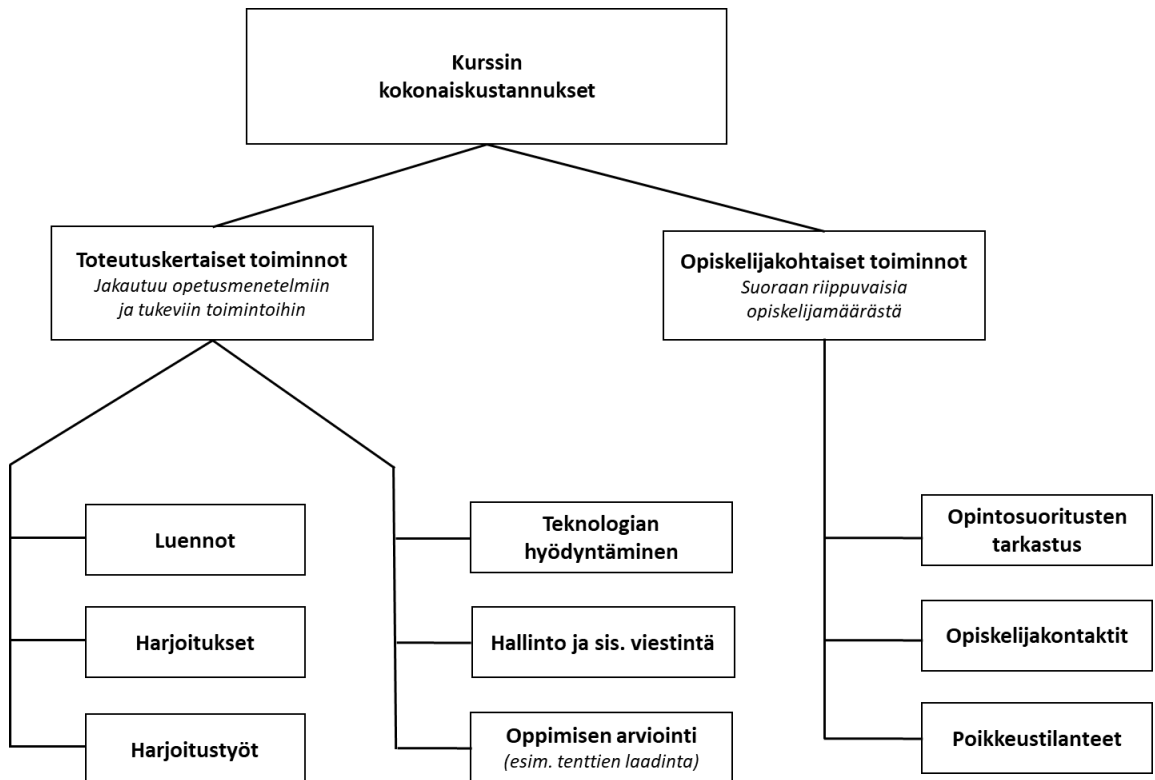 Kurssin
kokonaiskustannukset
Toteutuskertaiset toiminnot
Jakautuu opetusmenetelmiin
ja tukeviin toimintoihin
Opiskelijakohtaiset toiminnot
Suoraan riippuvaisia
opiskelijamäärästä
Luennot
Harjoitukset
Harjoitustyöt
Teknologian
hyödyntäminen
Hallinto ja sis. viestintä
Oppimisen arviointi
(esim. tenttien laadinta)
Opintosuoritusten
tarkastus
Opiskelijakontaktit
Poikkeustilanteet